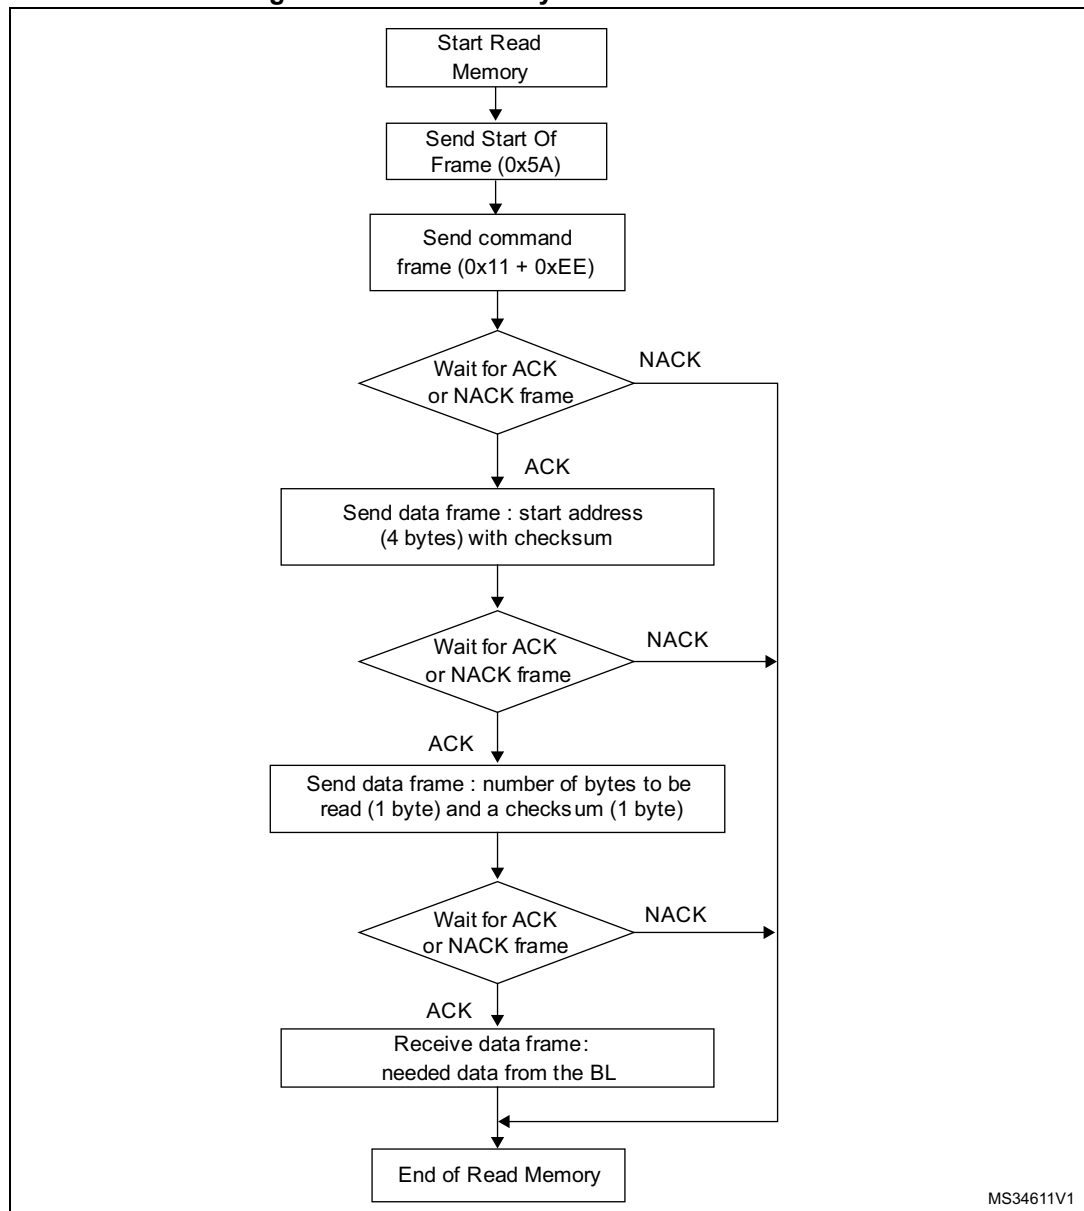 Start Read
Memory
Send Start Of
Frame (0x5A)
Send command
frame (0x11 + 0xEE)
Wait for ACK
or NACK frame
NACK
ACK
Send data frame : start address
(4 bytes) with checksum
Wait for ACK
or NACK frame
NACK
ACK
Send data frame : number of bytes to be
read (1 byte) and a checksum (1 byte)
Wait for ACK
or NACK frame
NACK
ACK
Receive data frame:
needed data from the BL
End of Read Memory
MS34611V1